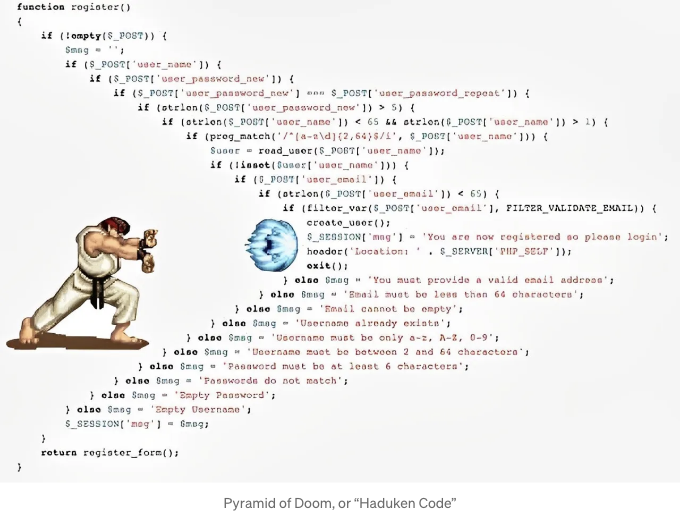 function register()
{
if (!empty($_POST)) {
$msg = '';
if ($_POST['user_name']) {
if ($_POST['user_password_new']) {
if ($_POST['user_password_new'] === $_POST['user_password_repeat']) {
if (strlen($_POST['user_password_new']) > 5) {
if (strlen($_POST['user_name']) < 65 && strlen($_POST['user_name']) > 1) {
if (preg_match('/^[a-z\d]{2,64}$/i', $_POST['user_name'])) {
$user = read_user($_POST['user_name']);
if (!isset($user['user_name'])) {
if ($_POST['user_email']) {
if (strlen($_POST['user_email']) < 65) {
if (filter_var($_POST['user_email'], FILTER_VALIDATE_EMAIL)) {
create_user();
$_SESSION['msg'] = 'You are now registered so please login';
header('Location: ' . $_SERVER['PHP_SELF']);
exit();
} else $msg = 'You must provide a valid email address';
} else $msg = 'Email must be less than 64 characters';
} else $msg = 'Email cannot be empty';
} else $msg = 'Username already exists';
} else $msg = 'Username must be only a-z, A-Z, 0-9';
} else $msg = 'Username must be between 2 and 64 characters';
} else $msg = 'Password must be at least 6 characters';
} else $msg = 'Passwords do not match';
} else $msg = 'Empty Password';
} else $msg = 'Empty Username';
$_SESSION['msg'] = $msg;
}
return register_form();
}
Pyramid of Doom, or “Haduken Code”